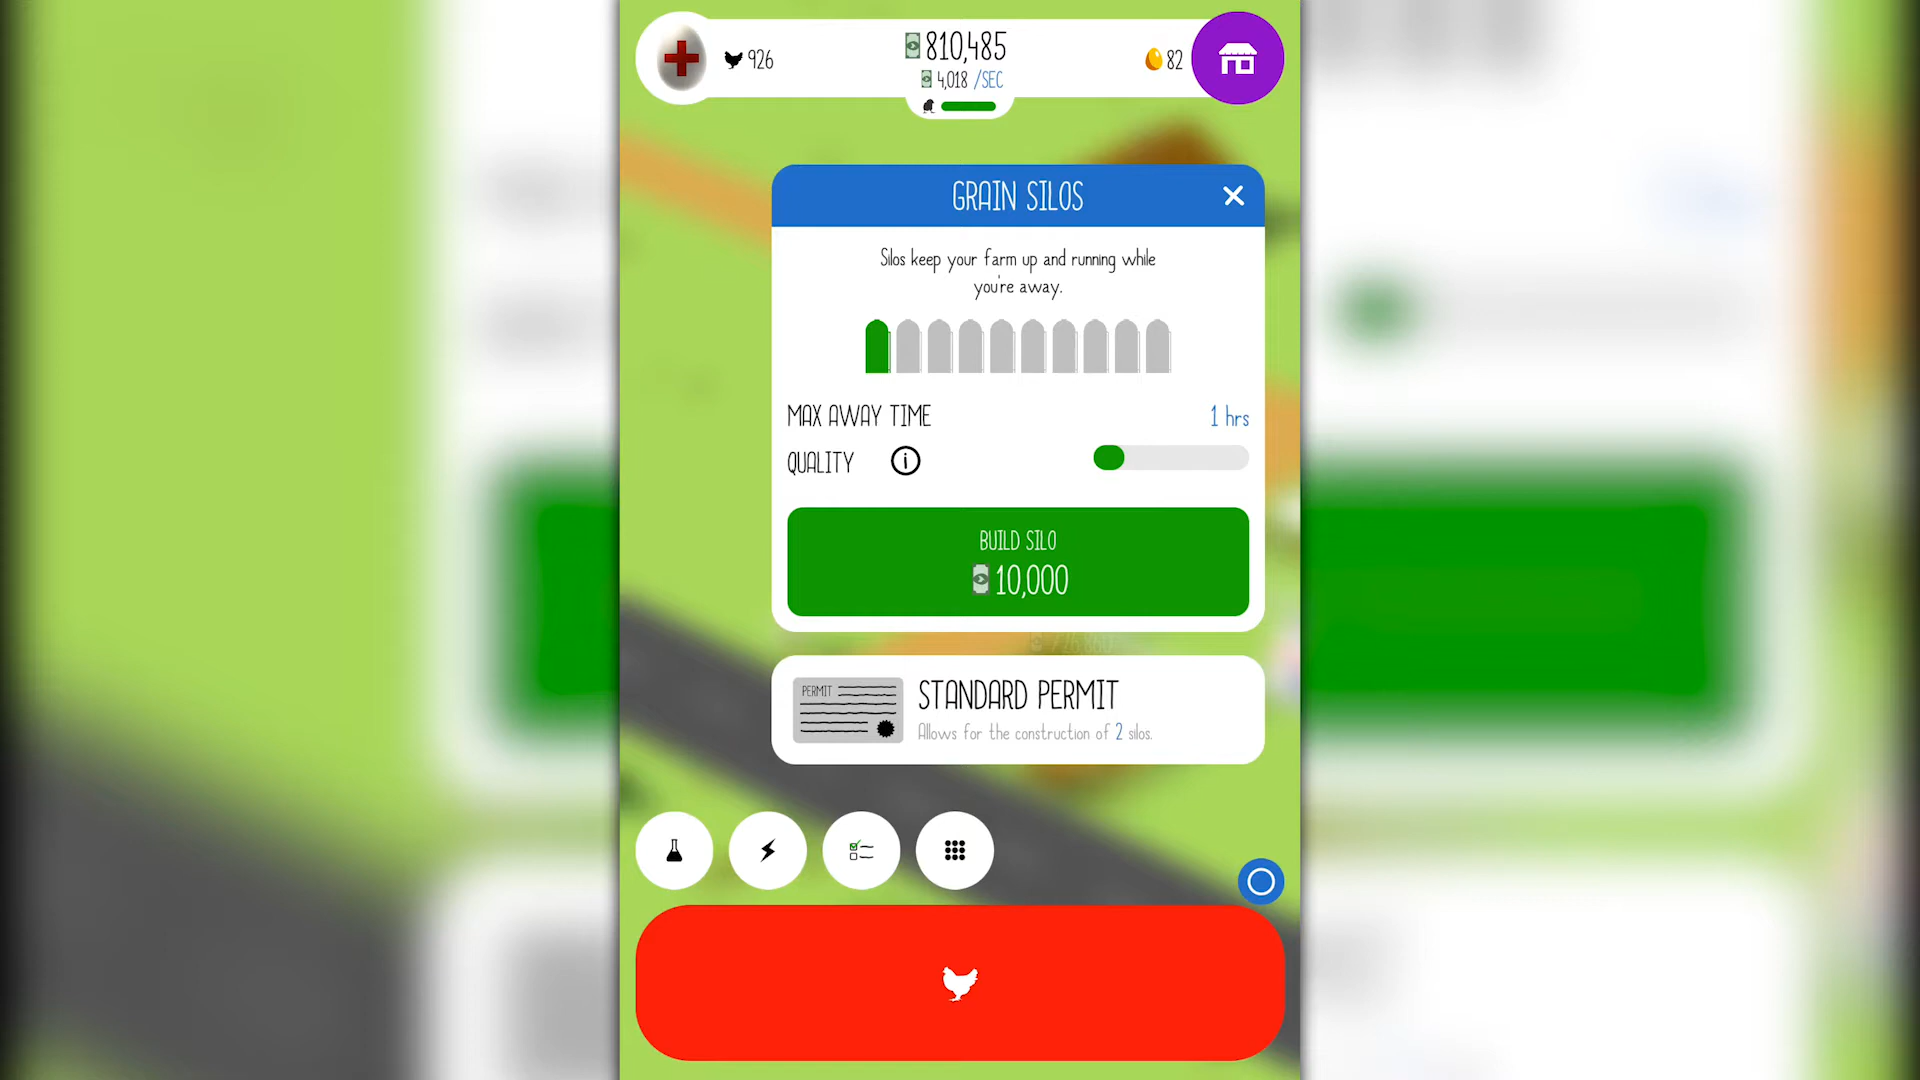 926
810,485
4,018 /SEC
82
GRAIN SILOS
Silos keep your farm up and running while
you're away.
MAX AWAY TIME
1 hrs
QUALITY
BUILD SILO
10,000
PERMIT
STANDARD PERMIT
Allows for the construction of 2 silos.